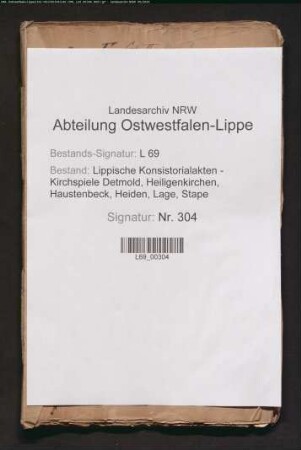 Landesarchiv NRW
Abteilung Ostwestfalen-Lippe
Bestands-Signatur: L 69
Bestand: Lippische Konsistorialakten -
Kirchspiele Detmold, Heiligenkirchen,
Haustenbeck, Heiden, Lage, Stape
Signatur: Nr. 304
L69_00304